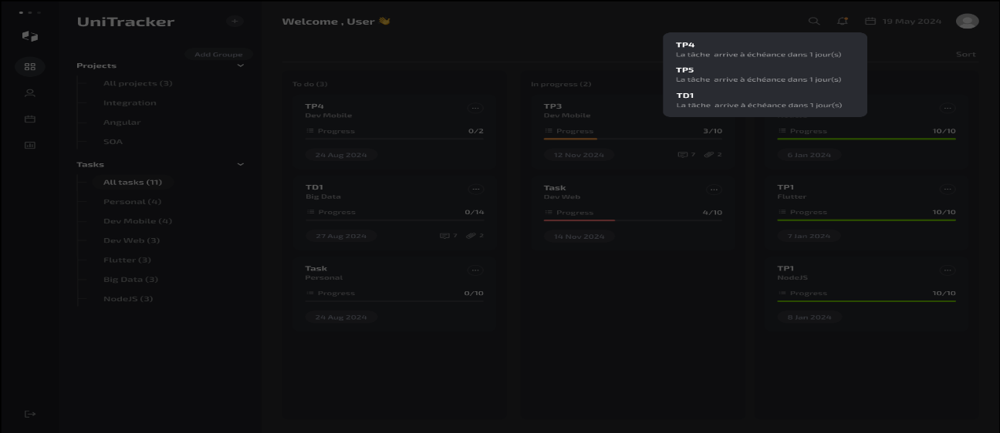 UniTracker
+
Add Groupe
Projects
All projects (3)
Integration
Angular
SOA
Tasks
All tasks (11)
Personal (4)
Dev Mobile (4)
Dev Web (3)
Flutter (3)
Big Data (3)
NodeJS (3)
Welcome , User 👋
19 May 2024
Sort
TP4
La tâche  arrive à échéance dans 1 jour(s)
TP5
La tâche  arrive à échéance dans 1 jour(s)
TD1
La tâche  arrive à échéance dans 1 jour(s)
To do (3)
TP4
Dev Mobile
Progress 0/2
24 Aug 2024
TD1
Big Data
Progress 0/14
27 Aug 2024 7 2
Task
Personal
Progress 0/10
24 Aug 2024
In progress (2)
TP3
Dev Mobile
Progress 3/10
12 Nov 2024 7 2
Task
Dev Web
Progress 4/10
14 Nov 2024
Progress 10/10
6 Jan 2024
TP1
Flutter
Progress 10/10
7 Jan 2024
TP1
NodeJS
Progress 10/10
8 Jan 2024